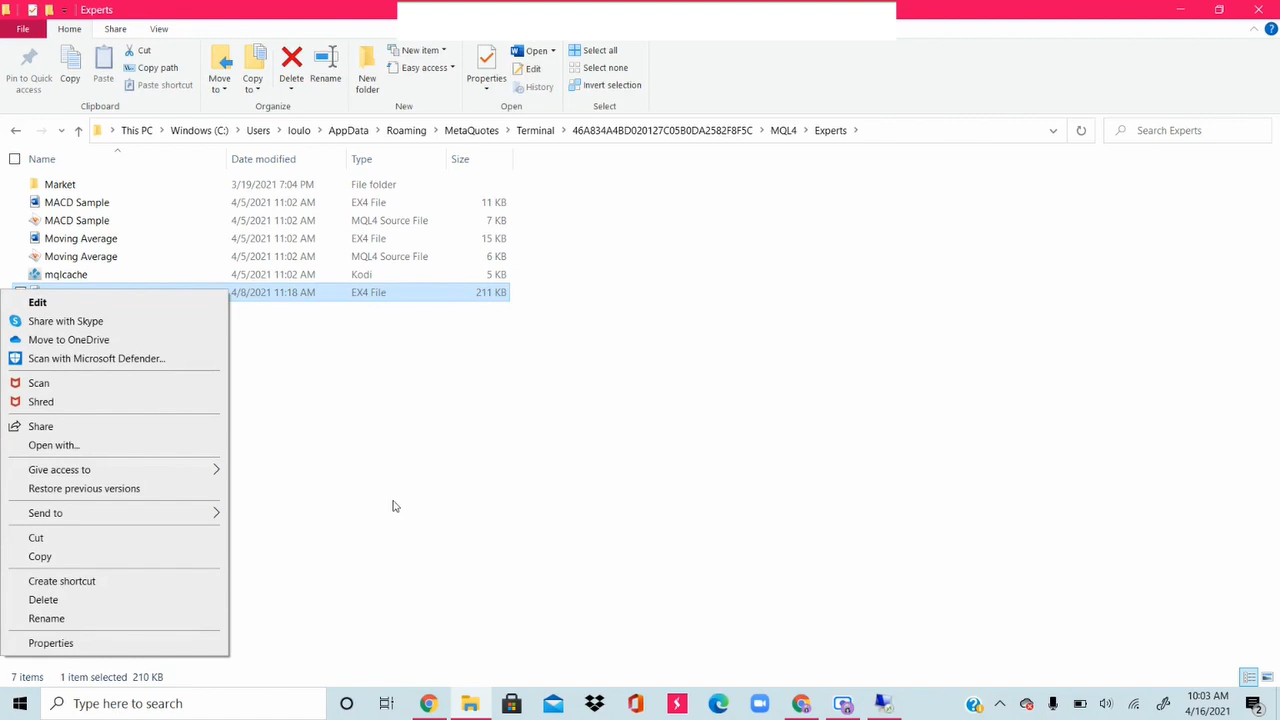 Experts
File
Home
Share
View
Pin to Quick access
Copy
Paste
Cut
Copy path
Paste shortcut
Clipboard
Move to
Copy to
Delete
Rename
Organize
New folder
New item
Easy access
New
Properties
Open
Edit
History
Open
Select all
Select none
Invert selection
Select
This PC > Windows (C:) > Users > loulo > AppData > Roaming > MetaQuotes > Terminal > 46A834A4BD020127C05B0DA2582F8F5C > MQL4 > Experts >
Search Experts
Name Date modified Type Size
Market 3/19/2021 7:04 PM File folder
MACD Sample 4/5/2021 11:02 AM EX4 File 11 KB
MACD Sample 4/5/2021 11:02 AM MQL4 Source File 7 KB
Moving Average 4/5/2021 11:02 AM EX4 File 15 KB
Moving Average 4/5/2021 11:02 AM MQL4 Source File 6 KB
mqlcache 4/5/2021 11:02 AM Kodi 5 KB
4/8/2021 11:18 AM EX4 File 211 KB
Edit
Share with Skype
Move to OneDrive
Scan with Microsoft Defender...
Scan
Shred
Share
Open with...
Give access to
Restore previous versions
Send to
Cut
Copy
Create shortcut
Delete
Rename
Properties
7 items 1 item selected 210 KB
Type here to search
10:03 AM
4/16/2021
2